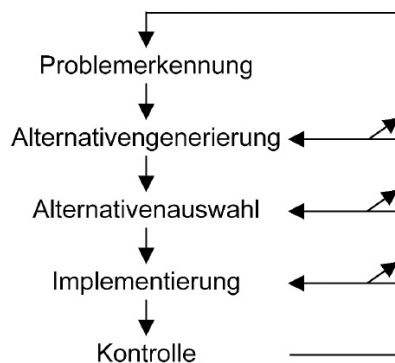 Problemerkennung
Alternativengenerierung
Alternativenauswahl
Implementierung
Kontrolle